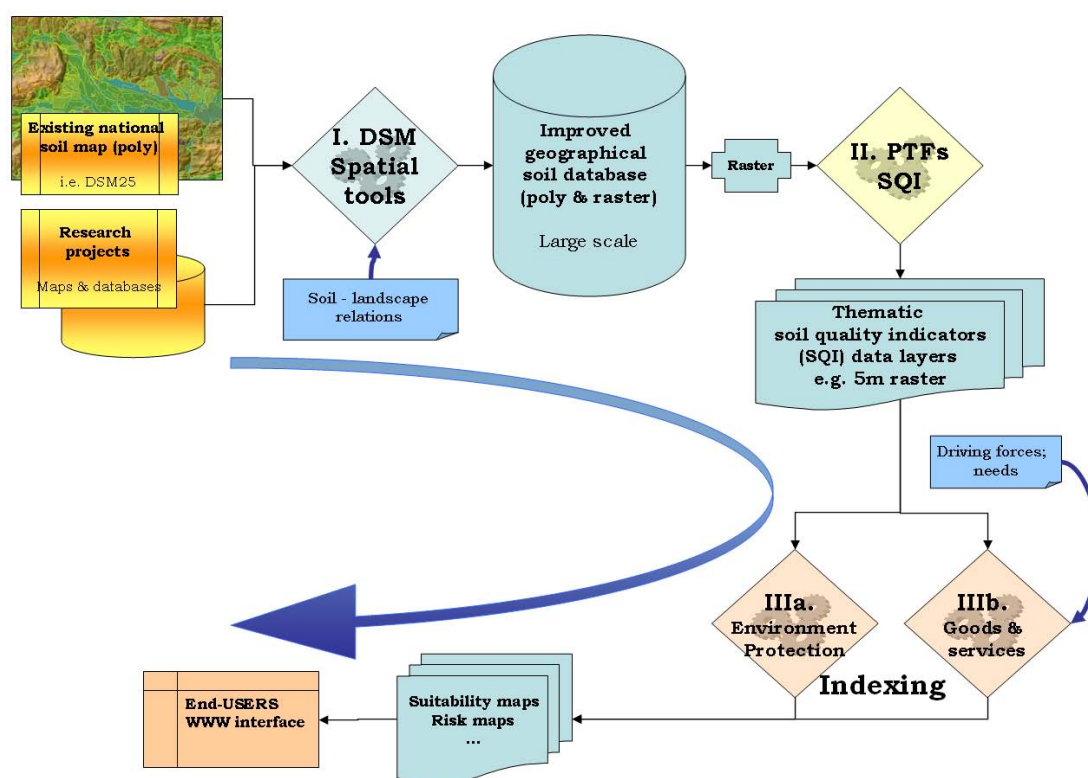 Existing national
soil map (poly)
i.e. DSM25
Research
projects
Maps & databases
I. DSM
Spatial
tools
Soil - landscape
relations
Improved
geographical
soil database
(poly & raster)
Large scale
Raster
II. PTFs
SQI
Thematic
soil quality indicators
(SQI) data layers
e.g. 5m raster
Driving forces;
needs
IIIa.
Environment
Protection
IIIb.
Goods &
services
Indexing
Suitability maps
Risk maps
...
End-USERS
WWW interface